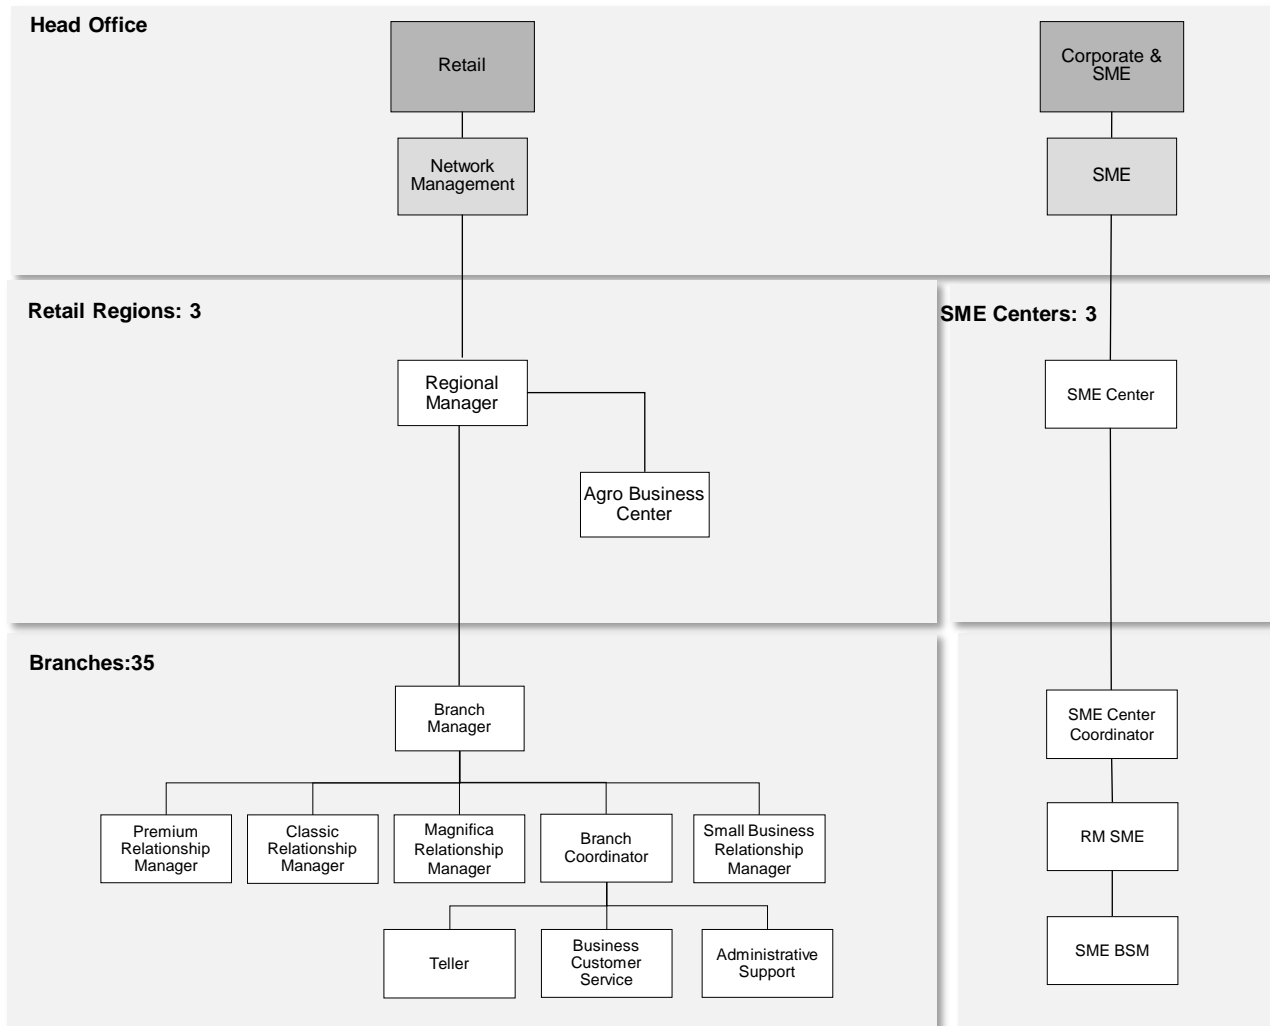 Head Office
Retail
Corporate &
SME
Network
Management
SME
Retail Regions: 3
SME Centers: 3
Regional
Manager
SME Center
Agro Business
Center
Branches:35
Branch
Manager
SME Center
Coordinator
Premium
Relationship
Manager
Classic
Relationship
Manager
Magnifica
Relationship
Manager
Branch
Coordinator
Small Business
Relationship
Manager
RM SME
Teller
Business
Customer
Service
Administrative
Support
SME BSM